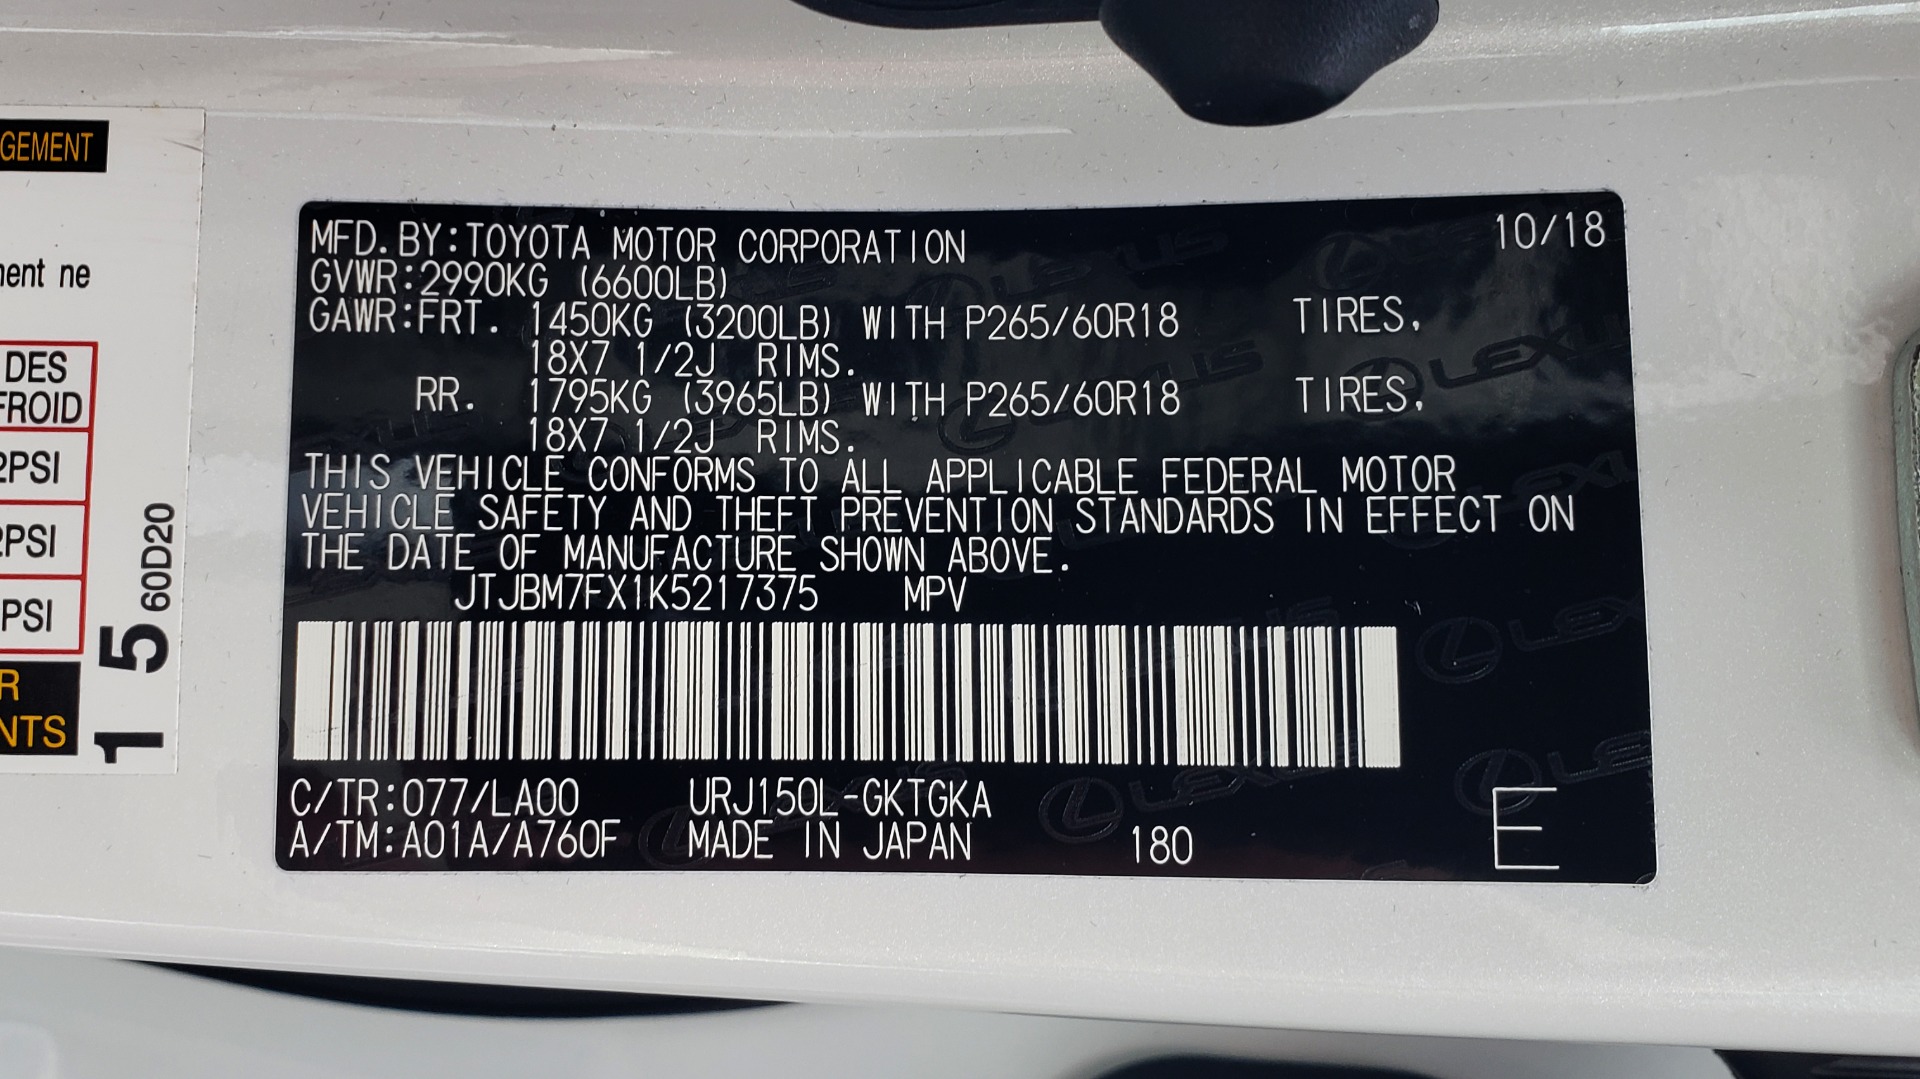 GEMENT
ment ne
DES
FROID
2PSI
2PSI
PSI
R
NTS
1 5 60D20
MFD.BY:TOYOTA MOTOR CORPORATION 10/18
GVWR:2990KG (6600LB)
GAWR:FRT. 1450KG (3200LB) WITH P265/60R18 TIRES,
18X7 1/2J RIMS.
RR. 1795KG (3965LB) WITH P265/60R18 TIRES,
18X7 1/2J RIMS.
THIS VEHICLE CONFORMS TO ALL APPLICABLE FEDERAL MOTOR
VEHICLE SAFETY AND THEFT PREVENTION STANDARDS IN EFFECT ON
THE DATE OF MANUFACTURE SHOWN ABOVE.
JTJBM7FX1K5217375 MPV
C/TR:077/LA00 URJ150L-GKTGKA
A/TM:A01A/A760F MADE IN JAPAN 180 E
LEXUS